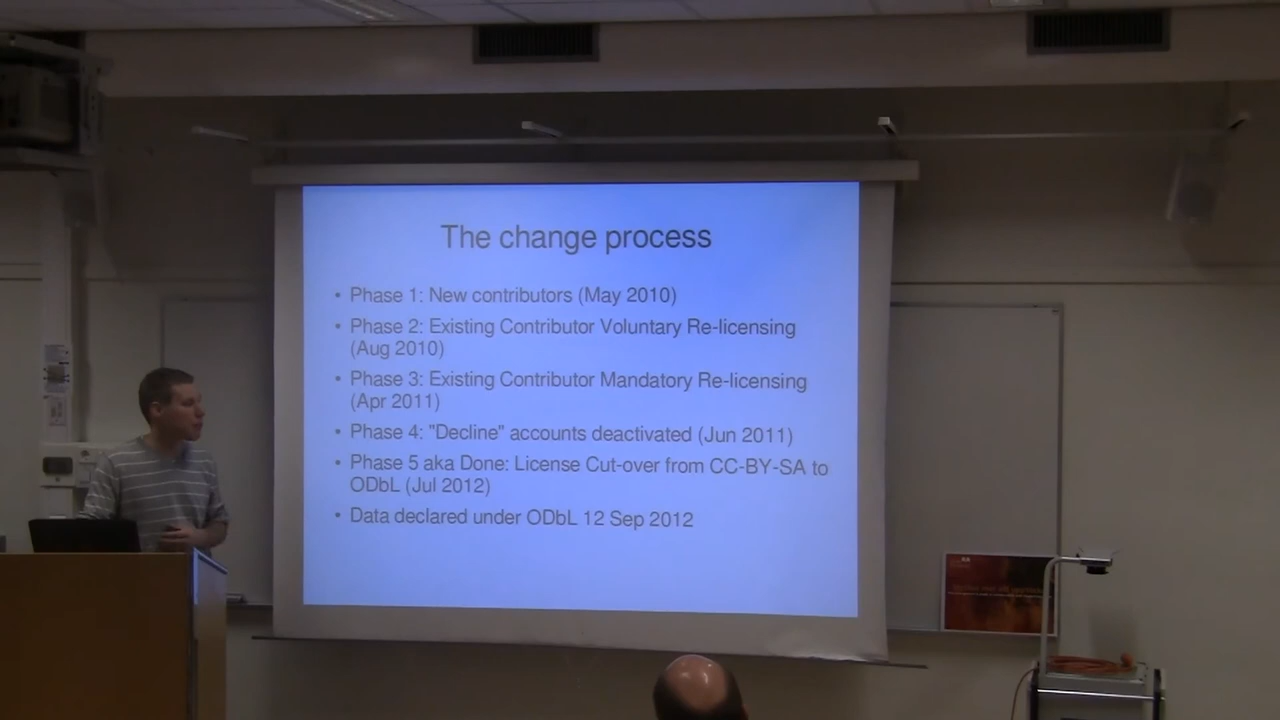 The change process
• Phase 1: New contributors (May 2010)
• Phase 2: Existing Contributor Voluntary Re-licensing
(Aug 2010)
• Phase 3: Existing Contributor Mandatory Re-licensing
(Apr 2011)
• Phase 4: "Decline" accounts deactivated (Jun 2011)
• Phase 5 aka Done: License Cut-over from CC-BY-SA to
ODbL (Jul 2012)
• Data declared under ODbL 12 Sep 2012